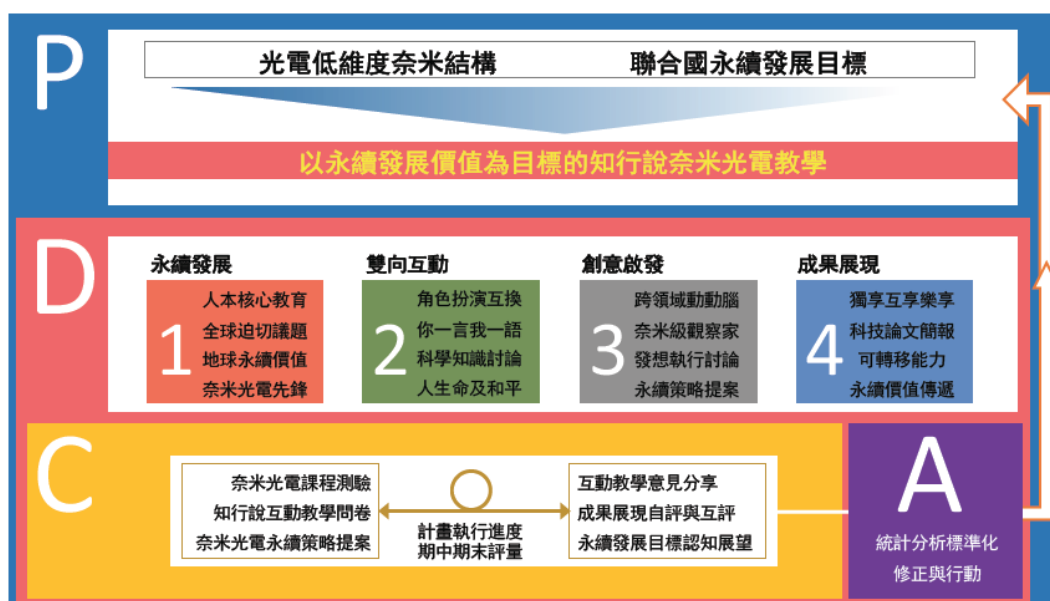 P
光電低維度奈米結構 聯合國永續發展目標
以永續發展價值為目標的知行說奈米光電教學
D
永續發展
1
人本核心教育
全球迫切議題
地球永續價值
奈米光電先鋒
雙向互動
2
角色扮演互換
你一言我一語
科學知識討論
人生命及和平
創意啟發
3
跨領域動動腦
奈米級觀察家
發想執行討論
永續策略提案
成果展現
4
獨享互享樂享
科技論文簡報
可轉移能力
永續價值傳遞
C
奈米光電課程測驗
知行說互動教學問卷
奈米光電永續策略提案
計畫執行進度
期中期末評量
互動教學意見分享
成果展現自評與互評
永續發展目標認知展望
A
統計分析標準化
修正與行動